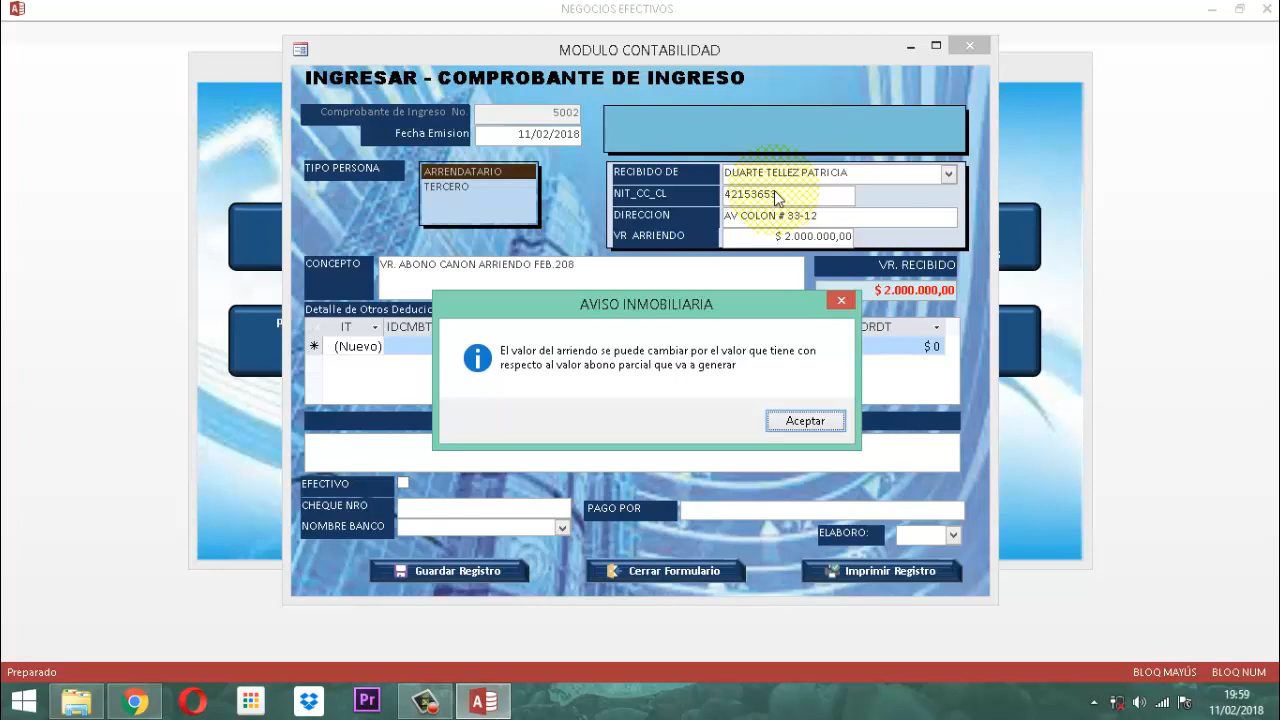 NEGOCIOS EFECTIVOS
MODULO CONTABILIDAD
INGRESAR - COMPROBANTE DE INGRESO
Comprobante de Ingreso No. 5002
Fecha Emision 11/02/2018
TIPO PERSONA
ARRENDATARIO
TERCERO
RECIBIDO DE DUARTE TELLEZ PATRICIA
NIT_CC_CL 42153653
DIRECCION AV COLON # 33-12
VR ARRIENDO $ 2.000.000,00
CONCEPTO VR. ABONO CANON ARRIENDO FEB.208
VR. RECIBIDO
$ 2.000.000,00
Detalle de Otros Deducio
IT IDCMBT ORDT
(Nuevo) $ 0
AVISO INMOBILIARIA
El valor del arriendo se puede cambiar por el valor que tiene con
respecto al valor abono parcial que va a generar
Aceptar
EFECTIVO
CHEQUE NRO
NOMBRE BANCO
PAGO POR
ELABORO:
Guardar Registro Cerrar Formulario Imprimir Registro
Preparado BLOQ MAYÚS BLOQ NUM
Pr
19:59
11/02/2018